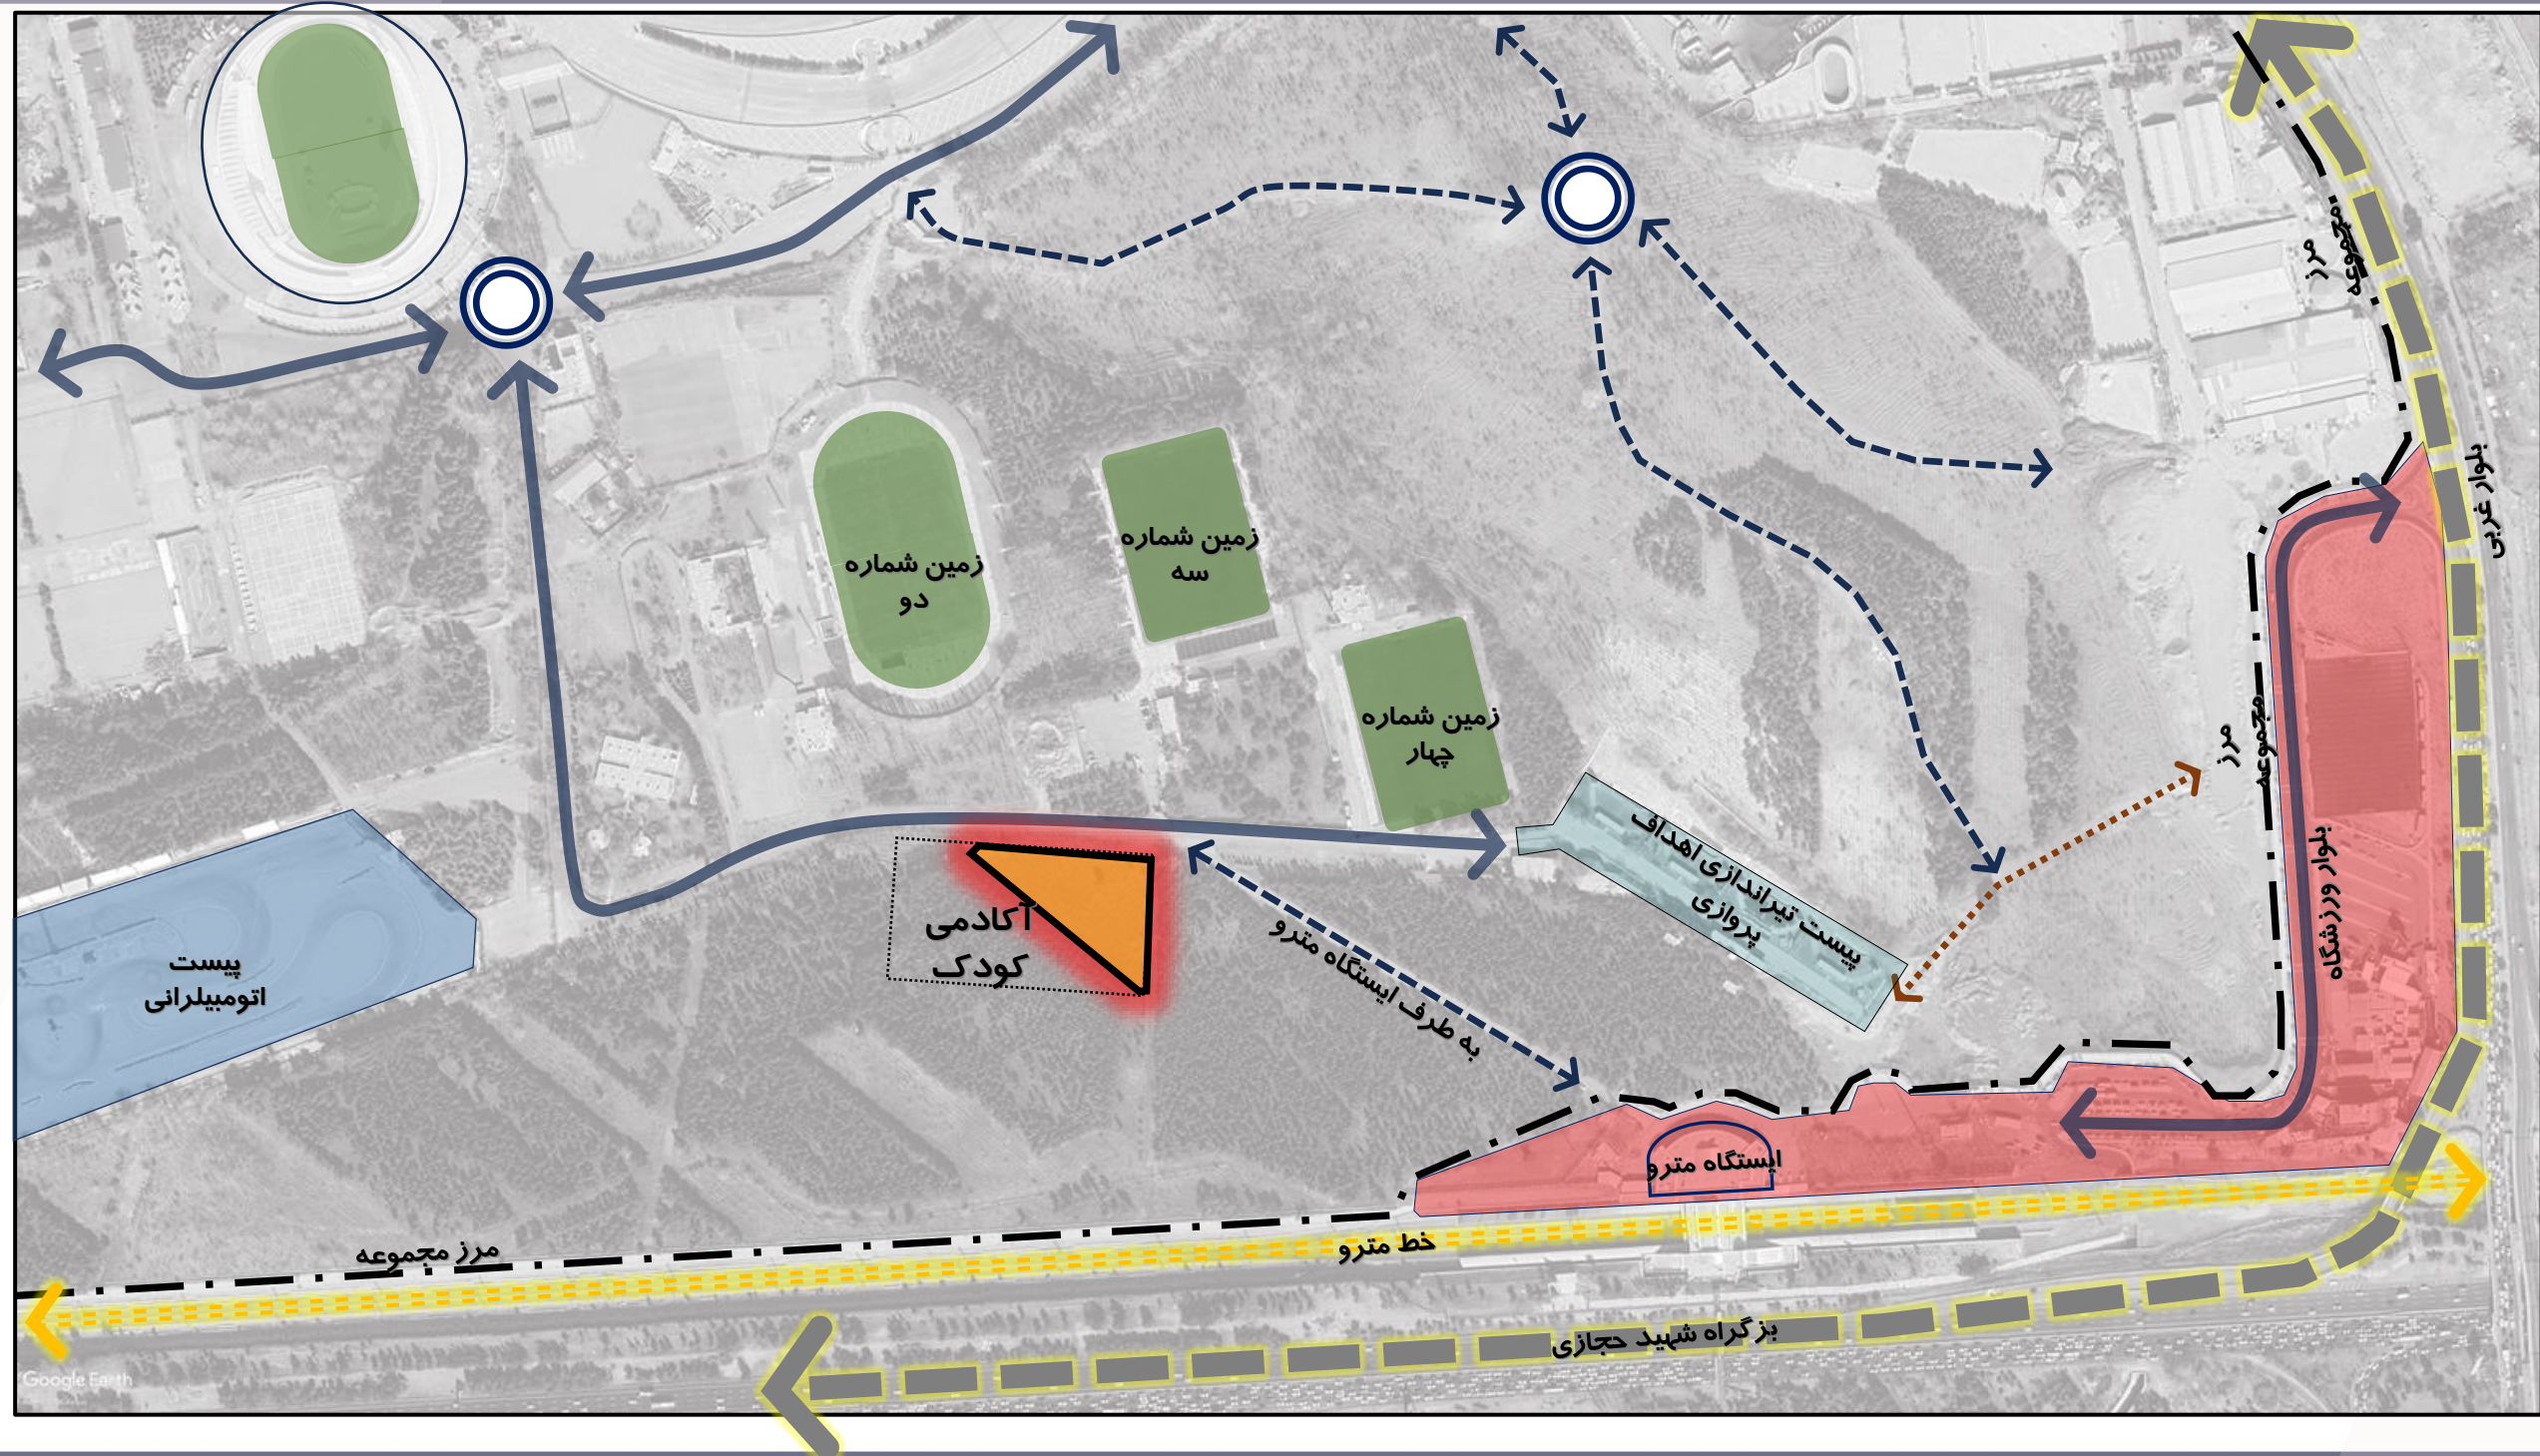 مرز
مجموعه
بلوار غربی
زمین شماره
سه
زمین شماره
دو
زمین شماره
چهار
مرز
مجموعه
پیست تیراندازی اهداف
پروازی
بلوار ورزشگاه
آکادمی
کودک
به طرف ایستگاه مترو
پیست
اتومبیلرانی
ایستگاه مترو
مرز مجموعه
خط مترو
بزگراه شهید حجازی
Google Earth